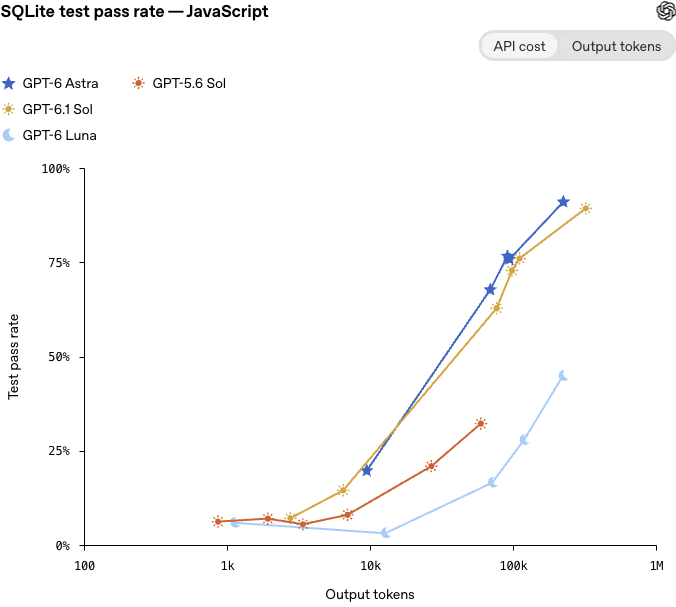 SQLite test pass rate — JavaScript
API cost Output tokens
GPT-6 Astra GPT-5.6 Sol
GPT-6.1 Sol
GPT-6 Luna
100%
75%
50%
25%
0%
Test pass rate
100 1k 10k 100k 1M
Output tokens